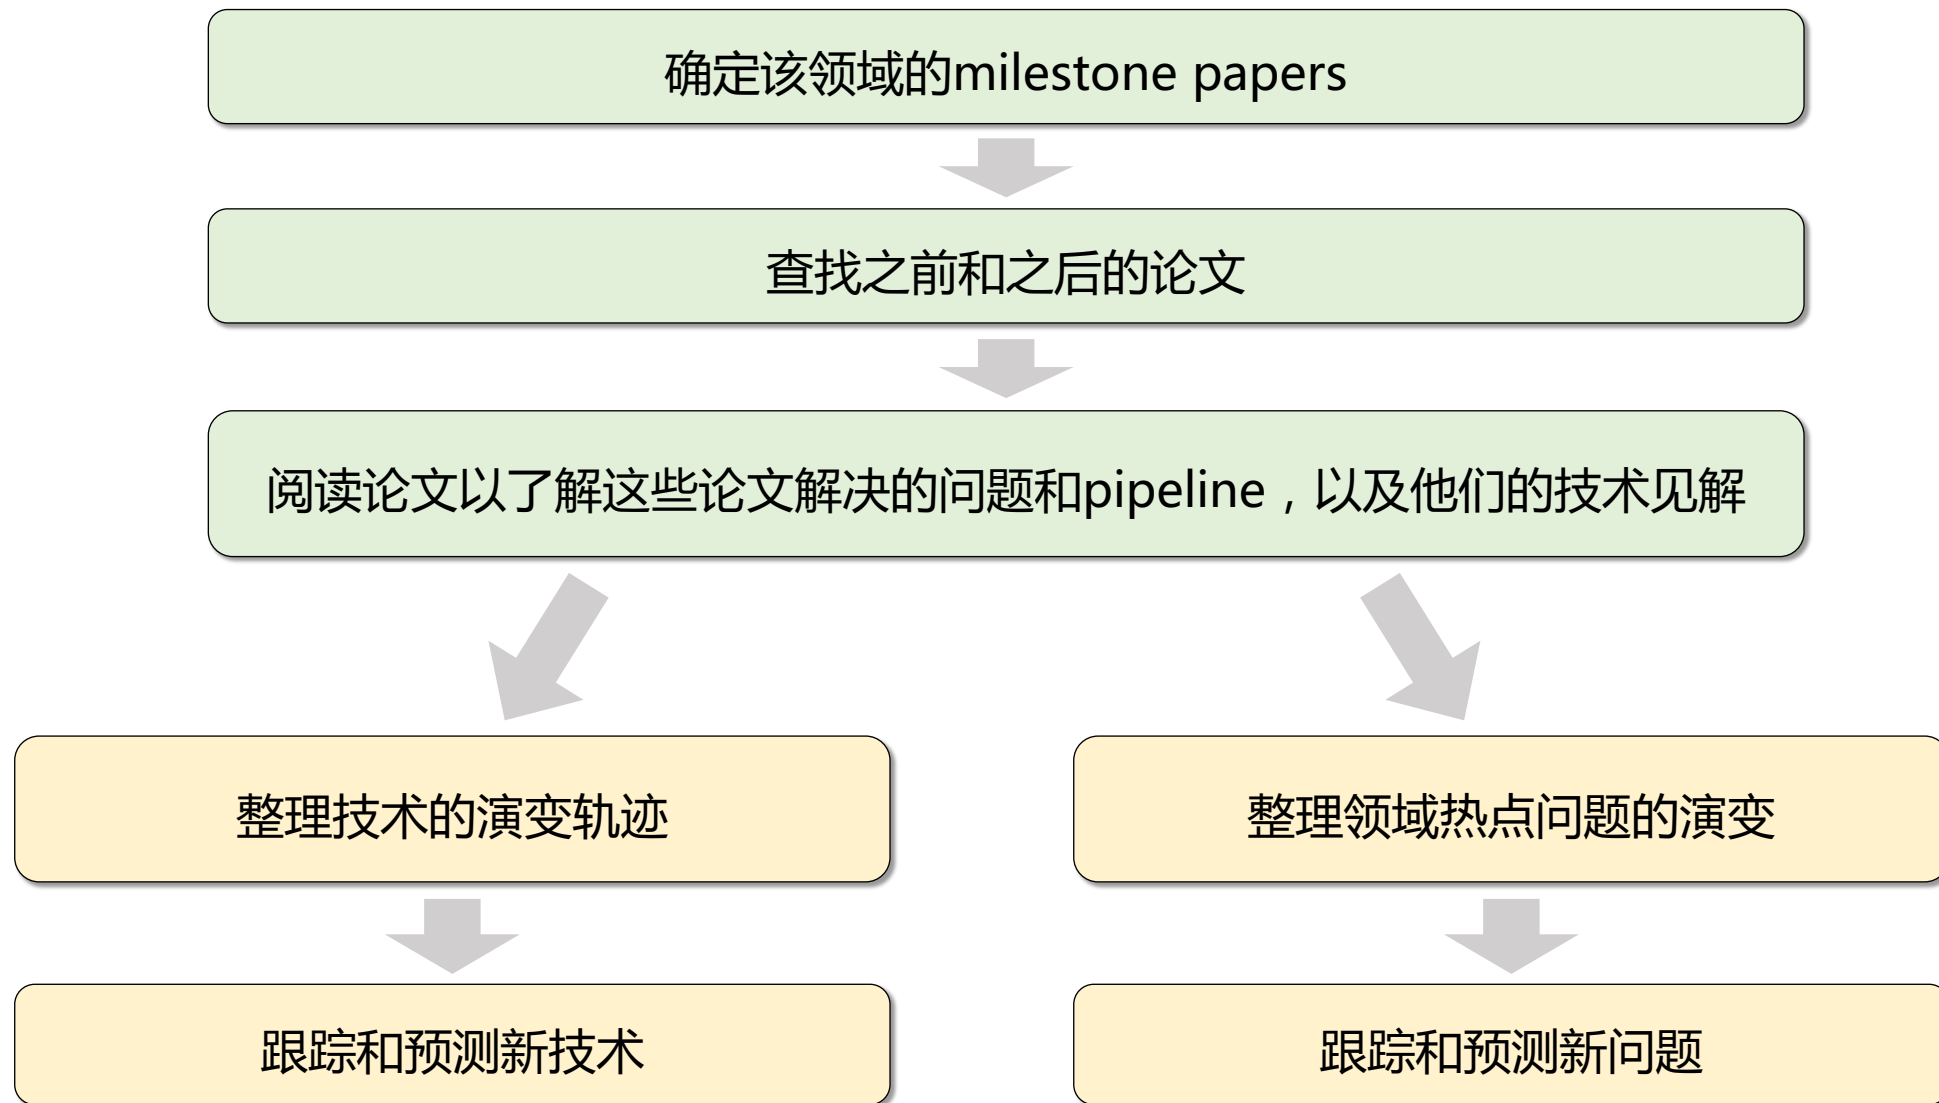 确定该领域的milestone papers
查找之前和之后的论文
阅读论文以了解这些论文解决的问题和pipeline，以及他们的技术见解
整理技术的演变轨迹
整理领域热点问题的演变
跟踪和预测新技术
跟踪和预测新问题